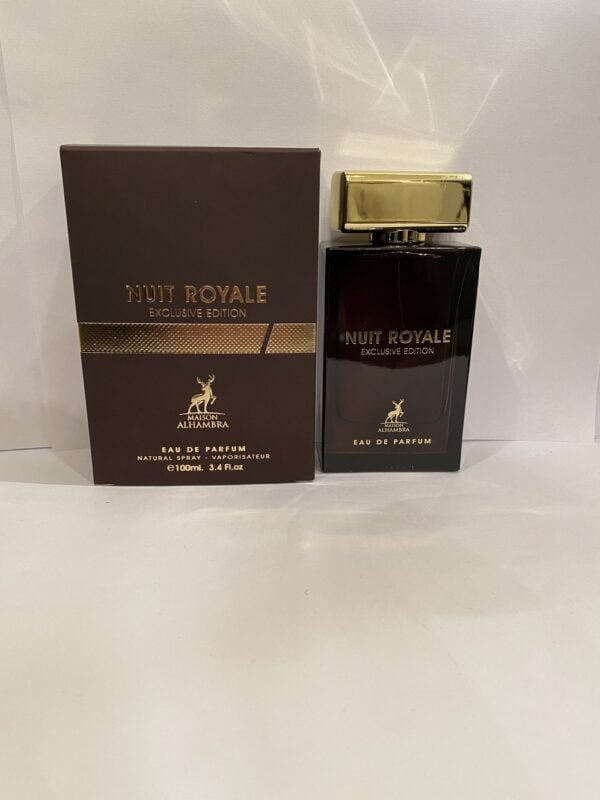 NUIT ROYALE
EXCLUSIVE EDITION
MAISON
ALHAMBRA
EAU DE PARFUM
NATURAL SPRAY - VAPORISATEUR
℮100ml. 3.4 Fl.oz
NUIT ROYALE
EXCLUSIVE EDITION
MAISON
ALHAMBRA
EAU DE PARFUM